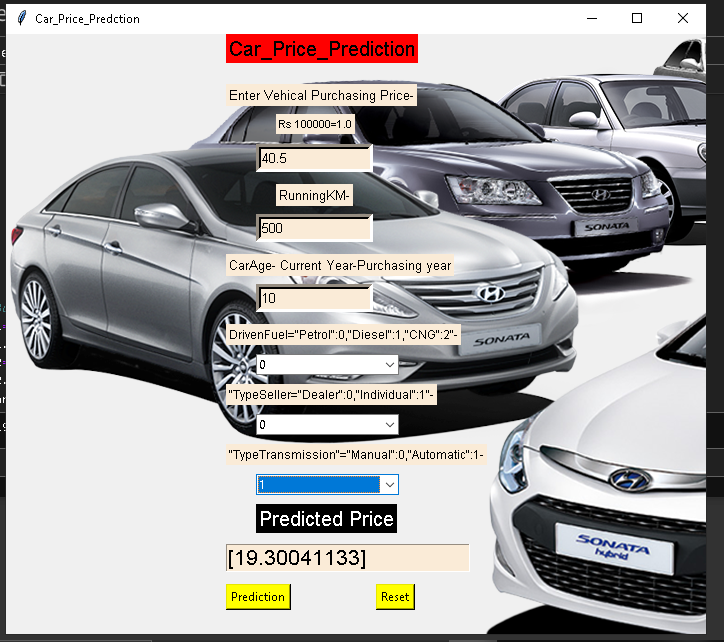 Car_Price_Predction
Car_Price_Prediction
Enter Vehical Purchasing Price-
Rs 100000=1.0
40.5
RunningKM-
500
CarAge- Current Year-Purchasing year
10
SONATA
SONATA
DrivenFuel="Petrol":0,"Diesel":1,"CNG":2"-
0
"TypeSeller="Dealer":0,"Individual":1"-
0
"TypeTransmission"="Manual":0,"Automatic":1-
1
Predicted Price
[19.30041133]
SONATA
hybrid
Prediction
Reset